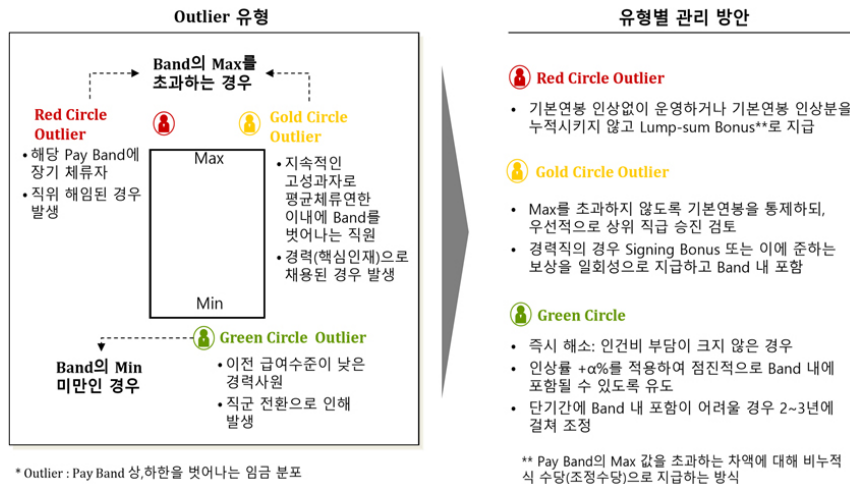 Outlier 유형
Band의 Max를
초과하는 경우
Red Circle
Outlier
• 해당 Pay Band에
장기 체류자
• 직위 해임된 경우
발생
Gold Circle
Outlier
• 지속적인
고성과자로
평균체류연한
이내에 Band를
벗어나는 직원
• 경력(핵심인재)으로
채용된 경우 발생
Max
Min
Green Circle Outlier
Band의 Min
미만인 경우
• 이전 급여수준이 낮은
경력사원
• 직군 전환으로 인해
발생
* Outlier : Pay Band 상,하한을 벗어나는 임금 분포
유형별 관리 방안
Red Circle Outlier
• 기본연봉 인상없이 운영하거나 기본연봉 인상분을
누적시키지 않고 Lump-sum Bonus**로 지급
Gold Circle Outlier
• Max를 초과하지 않도록 기본연봉을 통제하되,
우선적으로 상위 직급 승진 검토
• 경력직의 경우 Signing Bonus 또는 이에 준하는
보상을 일회성으로 지급하고 Band 내 포함
Green Circle
• 즉시 해소: 인건비 부담이 크지 않은 경우
• 인상률 +α%를 적용하여 점진적으로 Band 내에
포함될 수 있도록 유도
• 단기간에 Band 내 포함이 어려울 경우 2~3년에
걸쳐 조정
** Pay Band의 Max 값을 초과하는 차액에 대해 비누적
식 수당(조정수당)으로 지급하는 방식